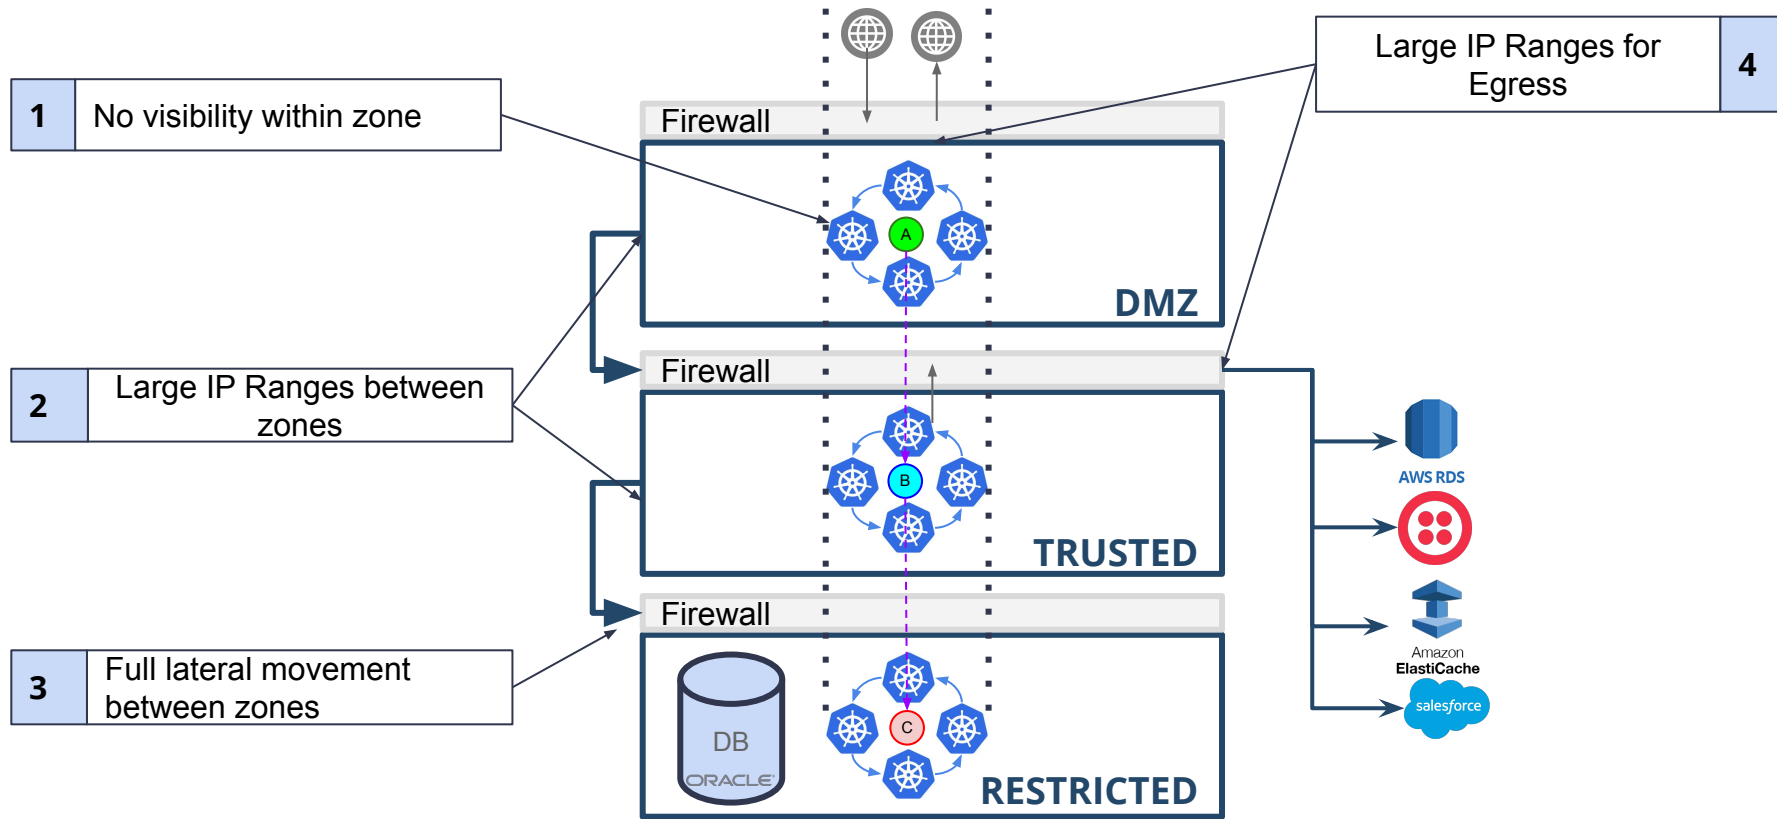 1
No visibility within zone
Large IP Ranges for
Egress
4
Firewall
A
DMZ
2
Large IP Ranges between
zones
Firewall
B
TRUSTED
AWS RDS
3
Full lateral movement
between zones
Firewall
DB
ORACLE
C
RESTRICTED
Amazon
ElastiCache
salesforce